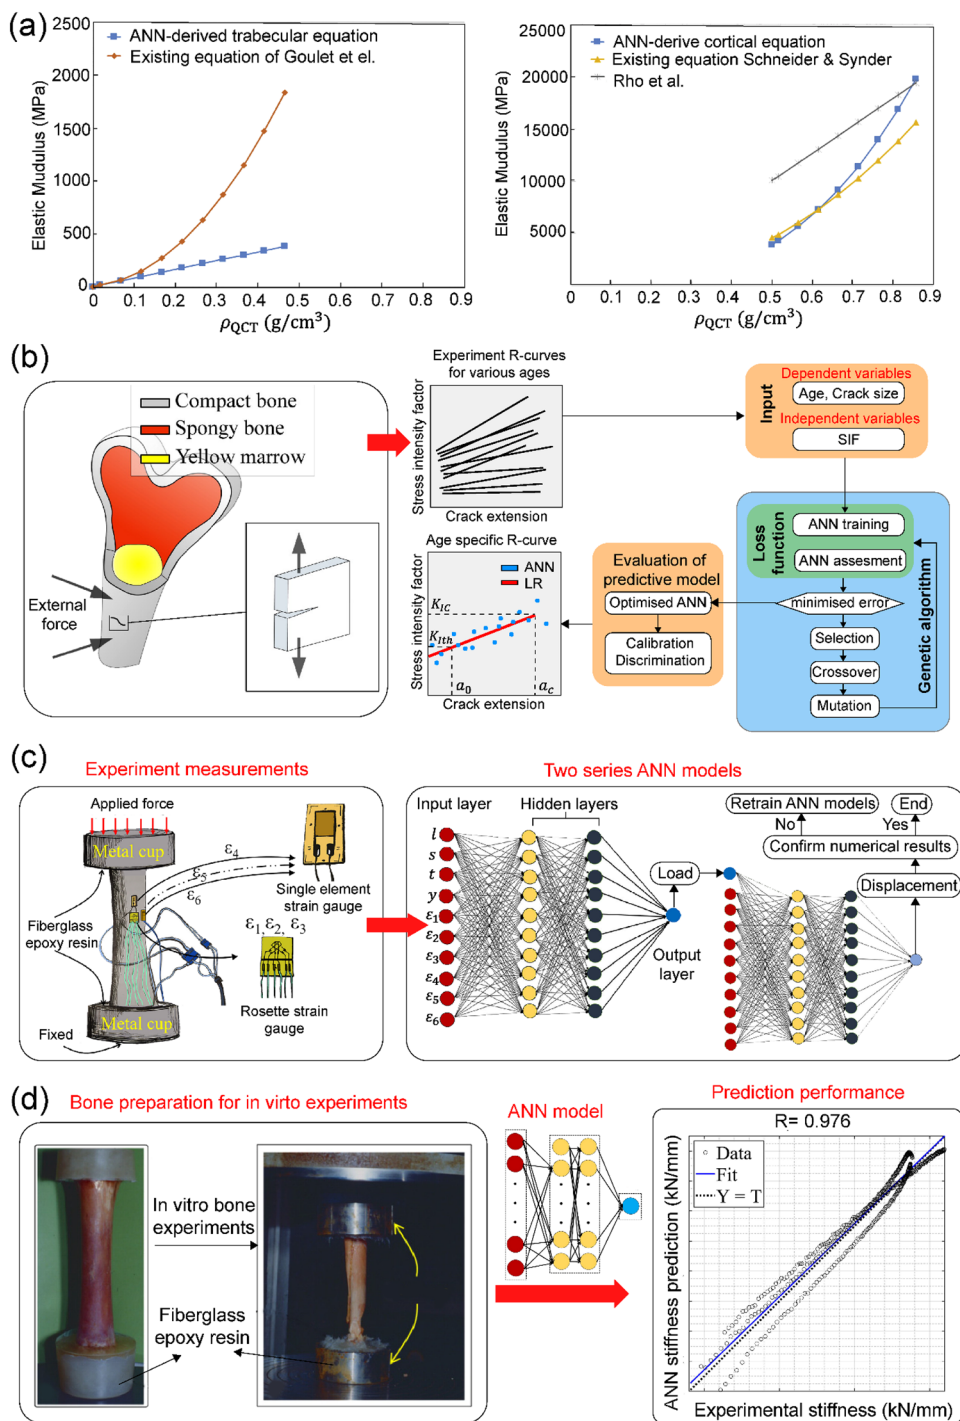 (a)
2500
2000
1500
1000
500
0
Elastic Modulus (MPa)
ANN-derived trabecular equation
Existing equation of Goulet et el.
0 0.1 0.2 0.3 0.4 0.5 0.6 0.7 0.8 0.9
ρQCT (g/cm³)
25000
20000
15000
10000
5000
0
Elastic Modulus (MPa)
ANN-derive cortical equation
Existing equation Schneider & Synder
Rho et al.
0 0.1 0.2 0.3 0.4 0.5 0.6 0.7 0.8 0.9
ρQCT (g/cm³)
(b)
Compact bone
Spongy bone
Yellow marrow
External
force
Experiment R-curves
for various ages
Stress intensity factor
Crack extension
Age specific R-curve
Stress intensity factor
ANN
LR
KIC
KIth
a0
ac
Crack extension
Input
Dependent variables
Age, Crack size
Independent variables
SIF
Loss
function
ANN training
ANN assesment
minimised error
Selection
Crossover
Mutation
Genetic algorithm
Evaluation of
predictive model
Optimised ANN
Calibration
Discrimination
(c)
Experiment measurements
Applied force
Metal cup
Fiberglass
epoxy resin
Metal cup
Fixed
ε4
ε5
ε6
Single element
strain gauge
ε1,ε2, ε3
Rosette strain
gauge
Two series ANN models
Input layer
Hidden layers
l
s
t
y
ε1
ε2
ε3
ε4
ε5
ε6
Load
Output
layer
Retrain ANN models
End
No
Yes
Confirm numerical results
Displacement
(d)
Bone preparation for in virto experiments
In vitro bone
experiments
Fiberglass
epoxy resin
ANN model
Prediction performance
R= 0.976
Data
Fit
Y = T
ANN stiffness prediction (kN/mm)
Experimental stiffness (kN/mm)